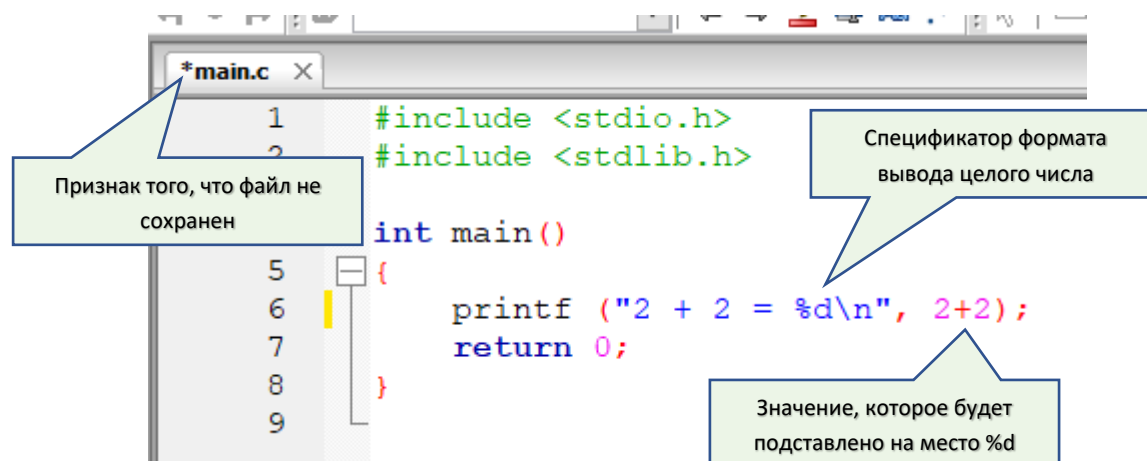 *main.c
1 #include <stdio.h>
2 #include <stdlib.h>
Признак того, что файл не
сохранен
Спецификатор формата
вывода целого числа
int main()
5 {
6 printf ("2 + 2 = %d\n", 2+2);
7 return 0;
8 }
9
Значение, которое будет
подставлено на место %d